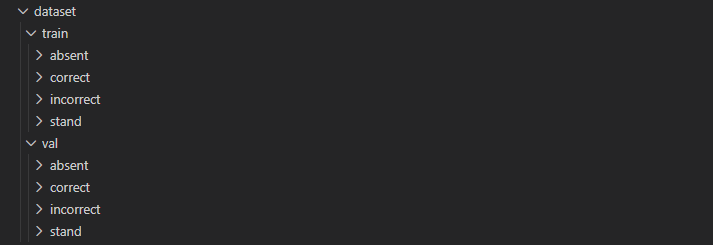 dataset
train
absent
correct
incorrect
stand
val
absent
correct
incorrect
stand